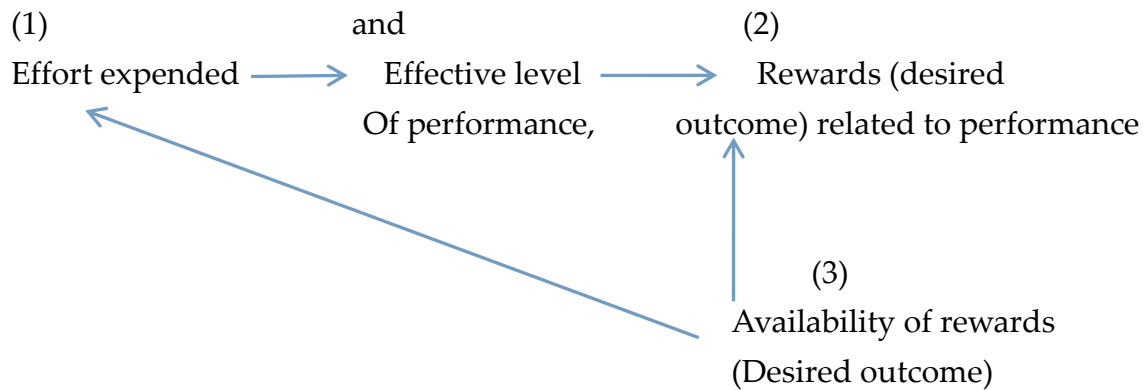 (1) and (2)
Effort expended Effective level Rewards (desired
Of performance, outcome) related to performance
(3)
Availability of rewards
(Desired outcome)